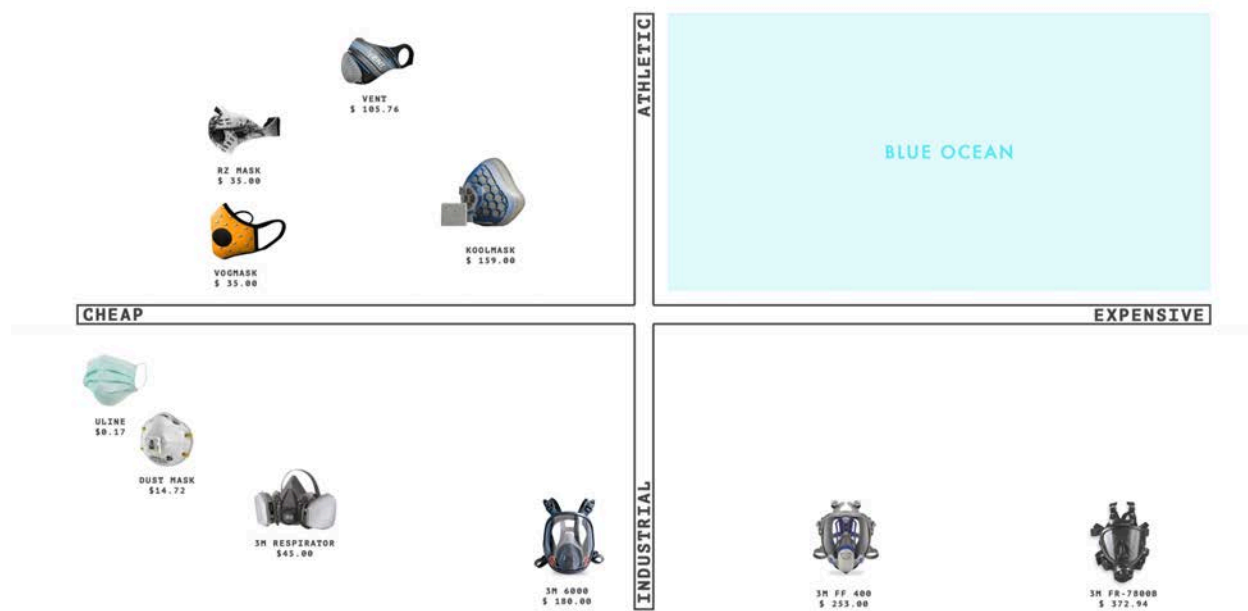 ATHLETIC
VENT
$ 105.76
BLUE OCEAN
RZ MASK
$ 35.00
KOOLMASK
$ 159.00
VOGMASK
$ 35.00
CHEAP
EXPENSIVE
ULINE
$0.17
DUST MASK
$14.72
3M RESPIRATOR
$45.00
INDUSTRIAL
3M 6000
$ 180.00
3M FF 400
$ 253.00
3M FR-7800B
$ 372.94